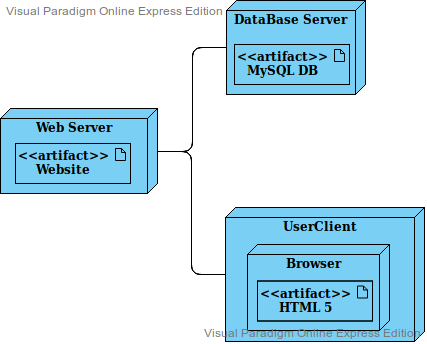 Visual Paradigm Online Express Edition
DataBase Server
<<artifact>>
MySQL DB
Web Server
<<artifact>>
Website
UserClient
Browser
<<artifact>>
HTML 5
Visual Paradigm Online Express Edition